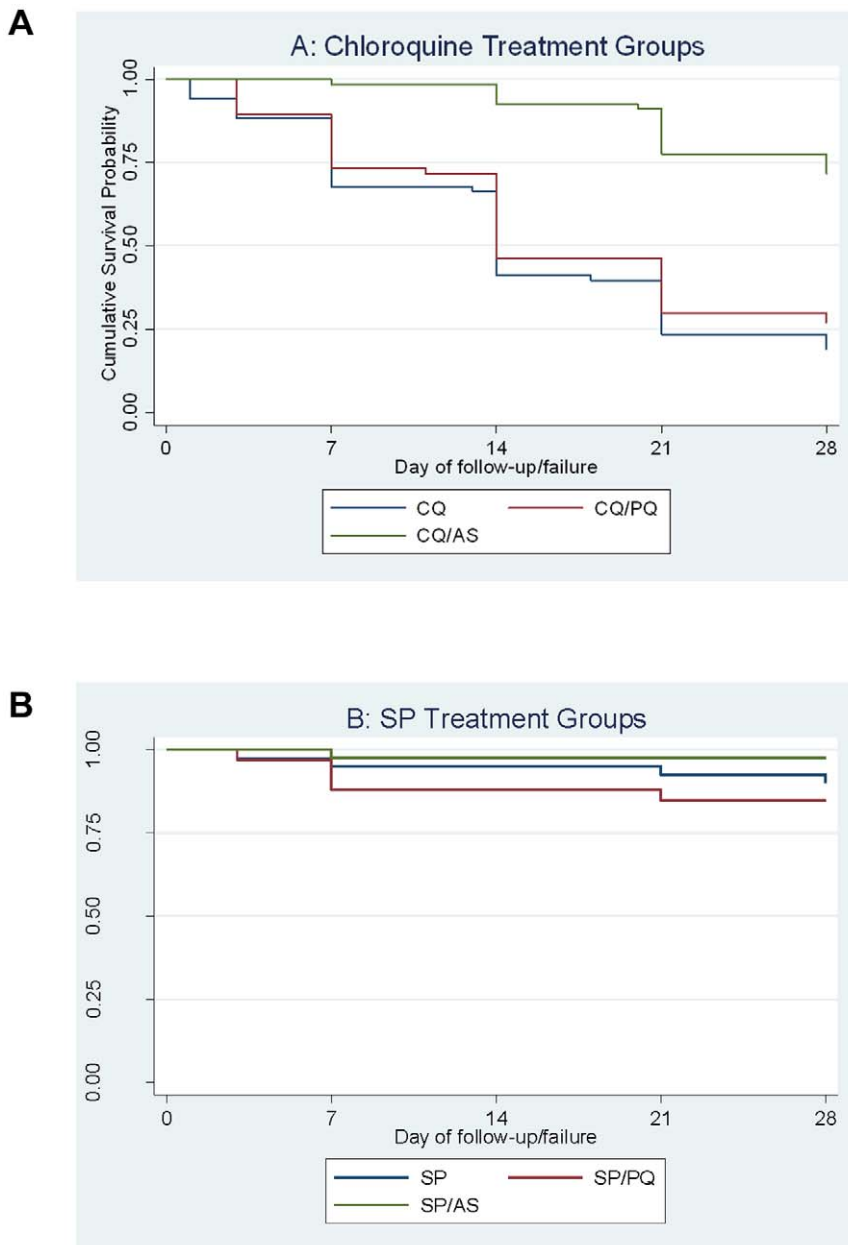 A
A: Chloroquine Treatment Groups
Cumulative Survival Probability
1.00
0.75
0.50
0.25
0.00
0 7 14 21 28
Day of follow-up/failure
CQ CQ/PQ
CQ/AS
B
B: SP Treatment Groups
1.00
0.75
0.50
0.25
0.00
0 7 14 21 28
Day of follow-up/failure
SP SP/PQ
SP/AS